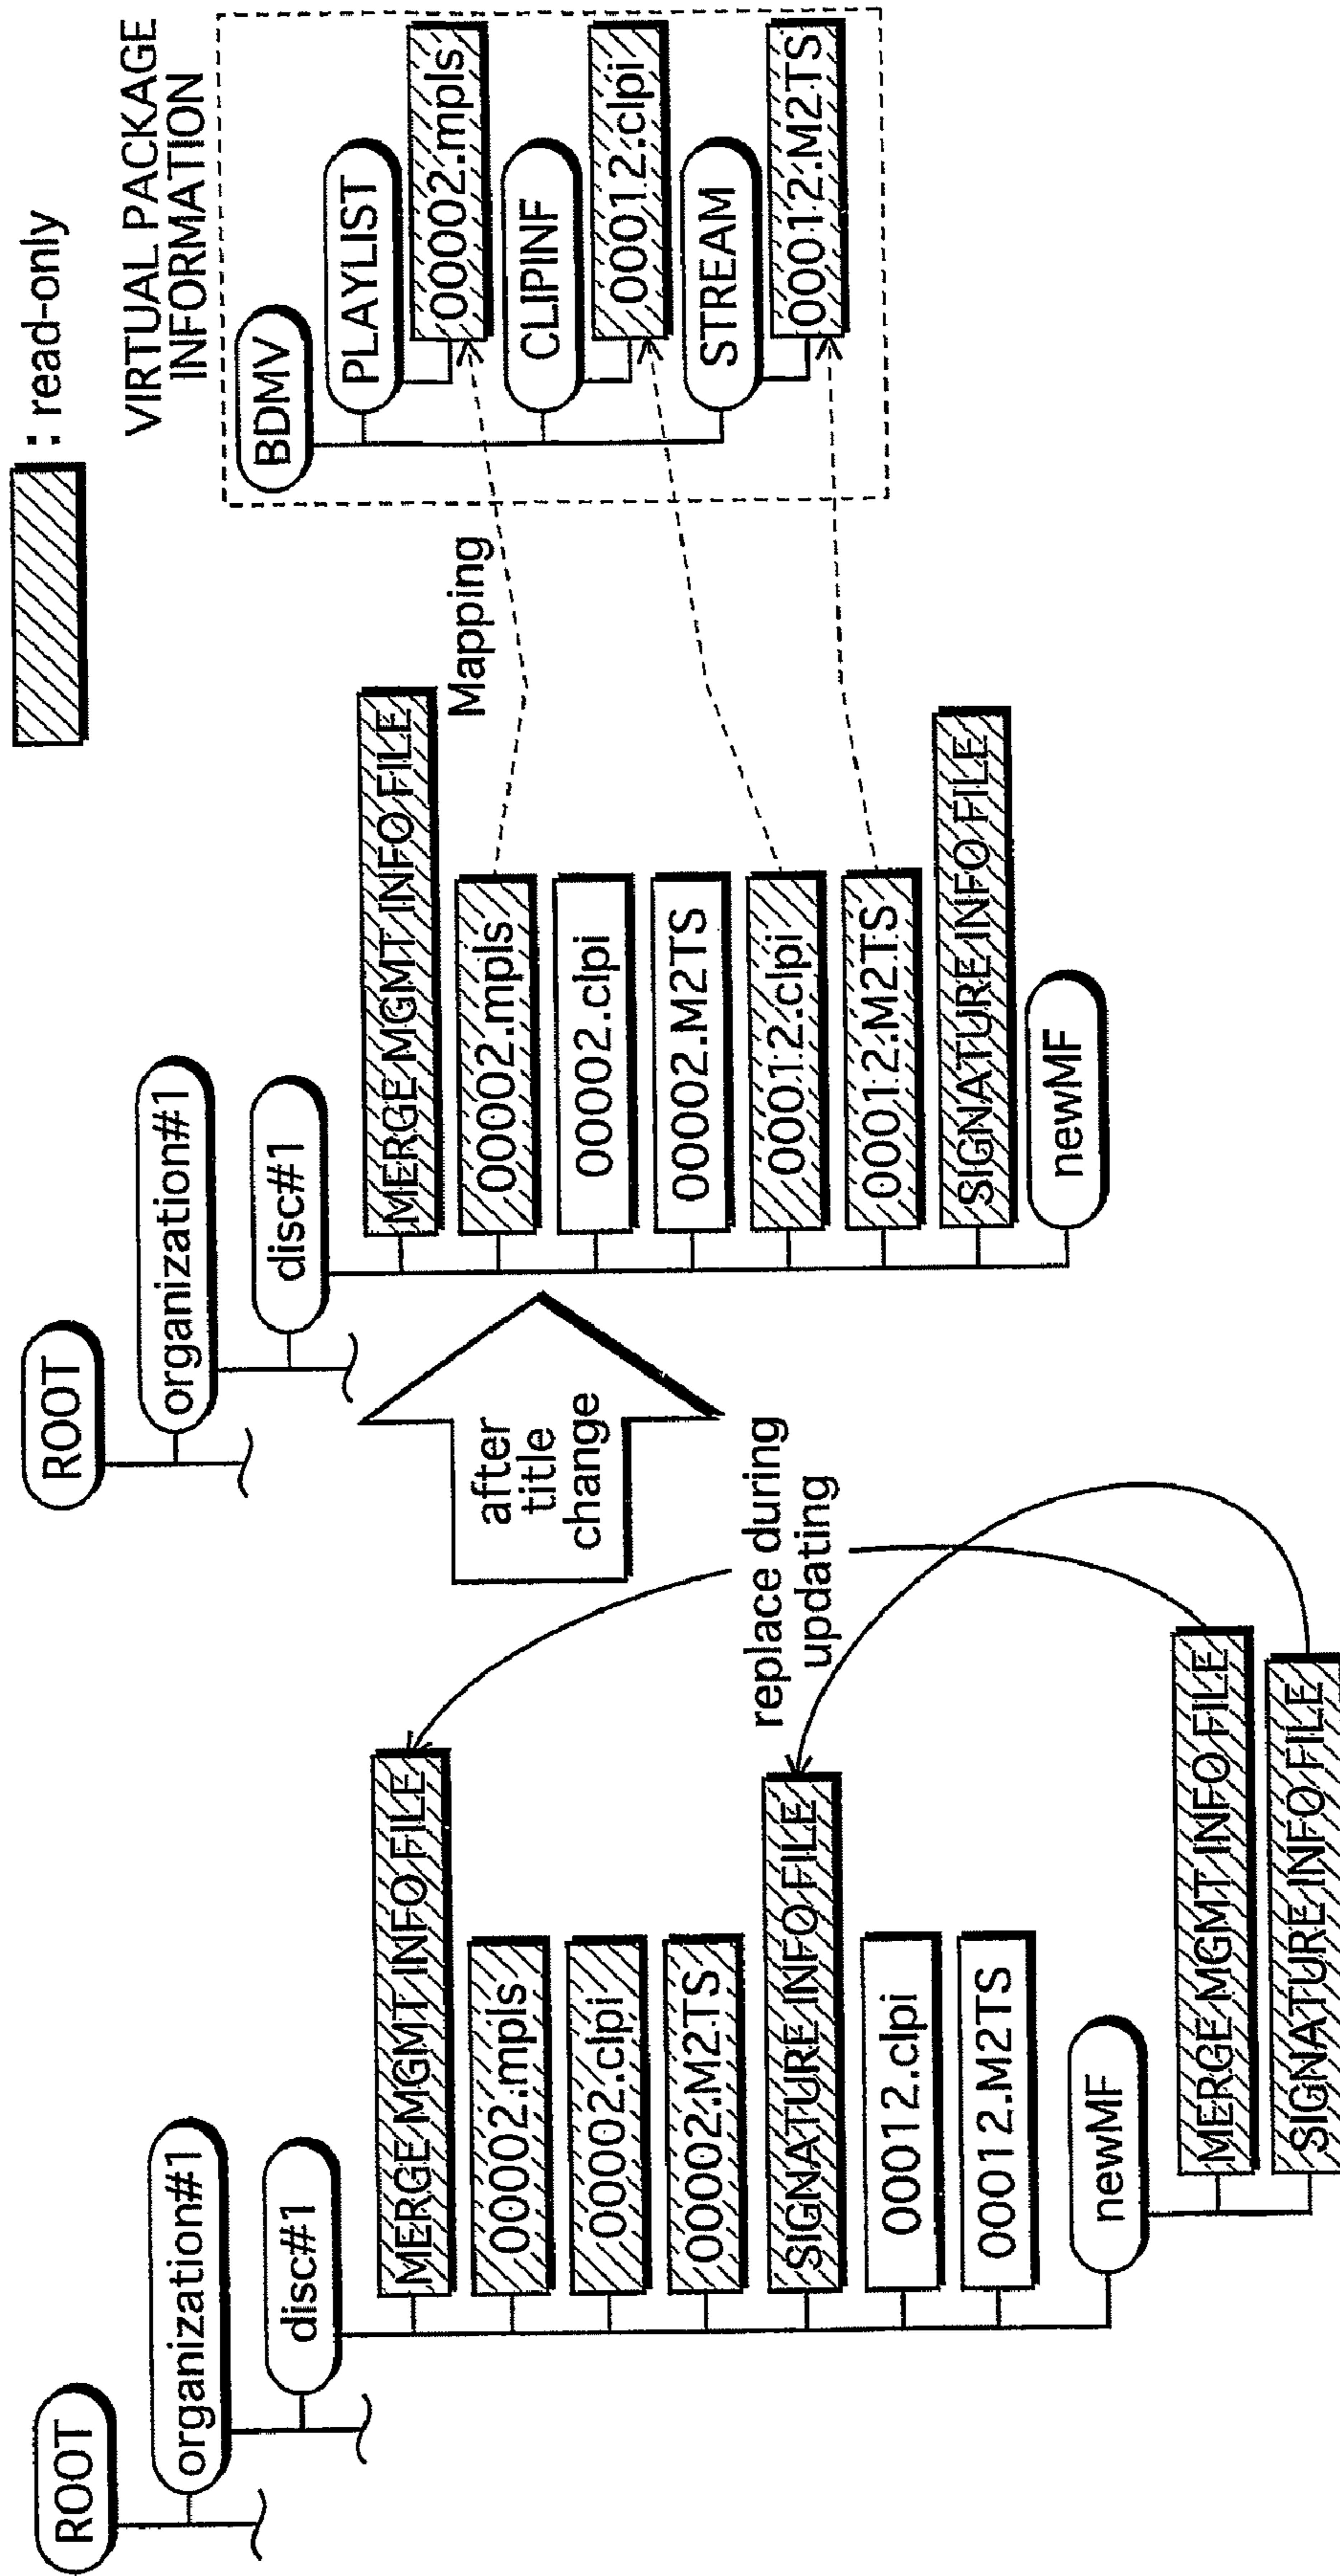 : read-only
ROOT
organization#1
disc#1
MERGE MGMT INFO FILE
00002.mpls
00002.clpi
00002.M2TS
SIGNATURE INFO FILE
00012.clpi
00012.M2TS
newMF
MERGE MGMT INFO FILE
SIGNATURE INFO FILE
replace during
updating
after
title
change
ROOT
organization#1
disc#1
MERGE MGMT INFO FILE
00002.mpls
00002.clpi
00002.M2TS
00012.clpi
00012.M2TS
SIGNATURE INFO FILE
newMF
Mapping
VIRTUAL PACKAGE
INFORMATION
BDMV
PLAYLIST
00002.mpls
CLIPINF
00012.clpi
STREAM
00012.M2TS